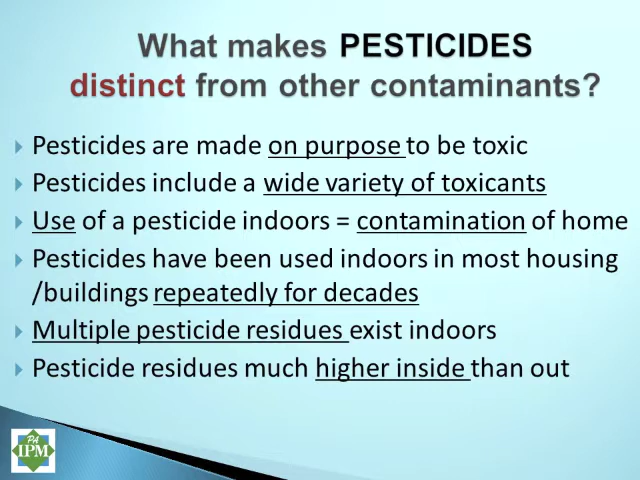 What makes PESTICIDES
distinct from other contaminants?
Pesticides are made on purpose to be toxic
Pesticides include a wide variety of toxicants
Use of a pesticide indoors = contamination of home
Pesticides have been used indoors in most housing
/buildings repeatedly for decades
Multiple pesticide residues exist indoors
Pesticide residues much higher inside than out
PA
IPM